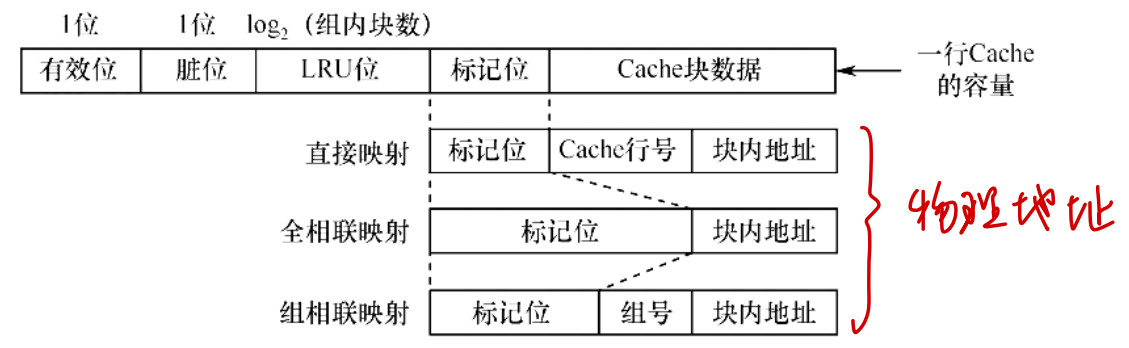 1位 1位 log₂（组内块数）
有效位 脏位 LRU位 标记位 Cache块数据 一行Cache
的容量
直接映射 标记位 Cache行号 块内地址
物理地址
全相联映射 标记位 块内地址
组相联映射 标记位 组号 块内地址